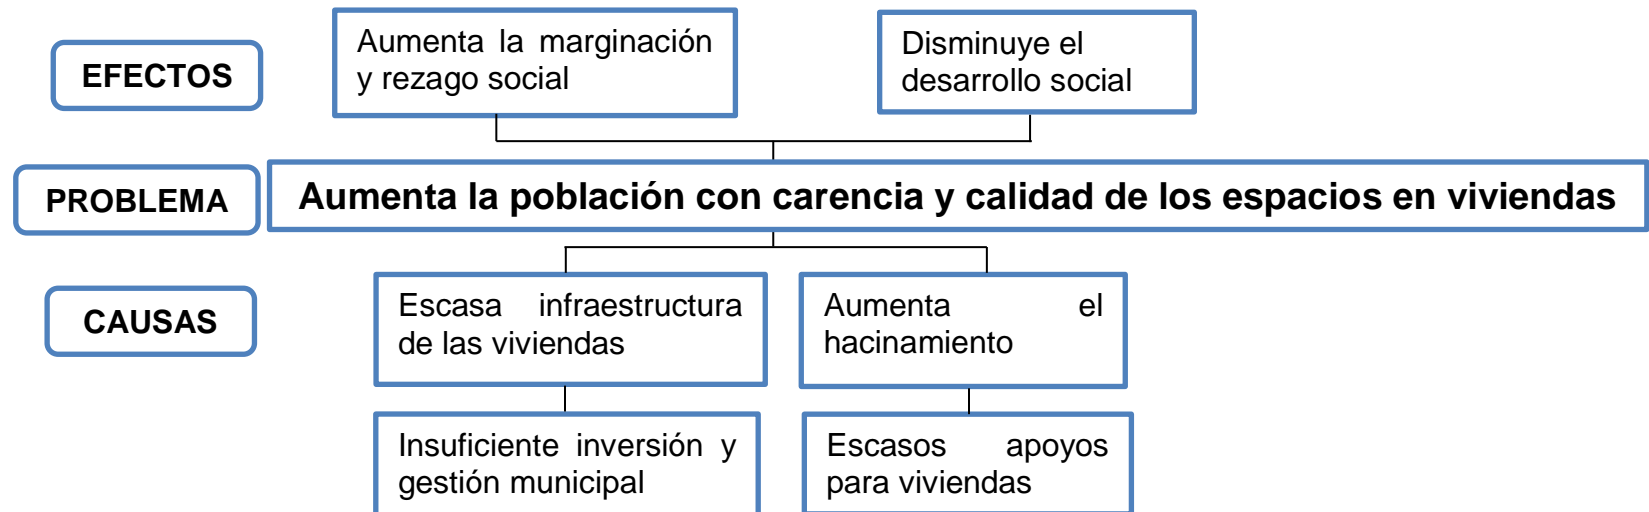 EFECTOS
Aumenta la marginación
y rezago social
Disminuye el
desarrollo social
PROBLEMA
Aumenta la población con carencia y calidad de los espacios en viviendas
CAUSAS
Escasa infraestructura
de las viviendas
Aumenta el
hacinamiento
Insuficiente inversión y
gestión municipal
Escasos apoyos
para viviendas